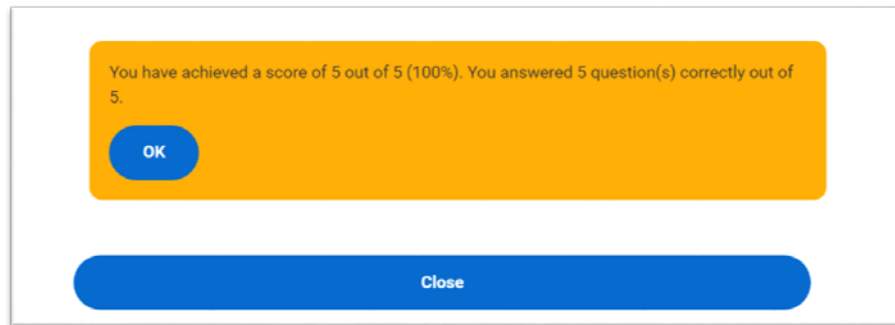 You have achieved a score of 5 out of 5 (100%). You answered 5 question(s) correctly out of
5.
OK
Close